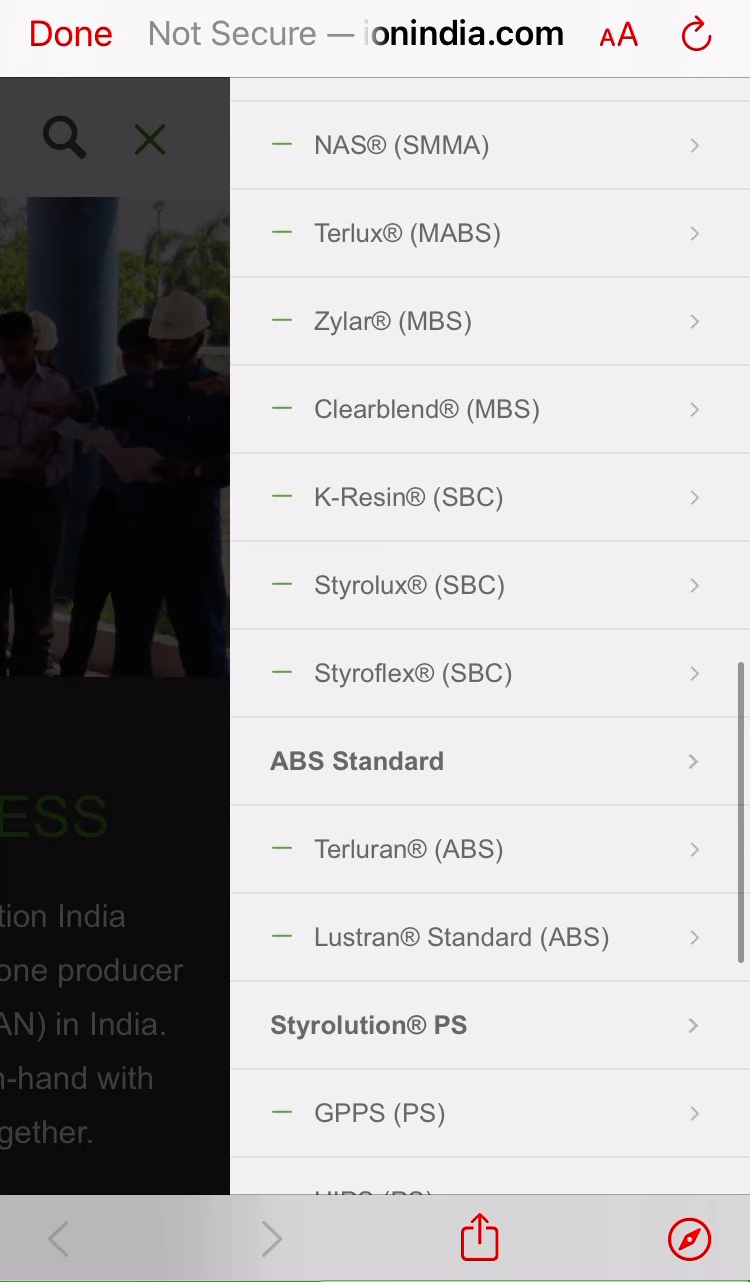 Done
Not Secure — ionindia.com
AA
NAS® (SMMA)
Terlux® (MABS)
Zylar® (MBS)
Clearblend® (MBS)
K-Resin® (SBC)
Styrolux® (SBC)
Styroflex® (SBC)
ABS Standard
Terluran® (ABS)
Lustran® Standard (ABS)
Styrolution® PS
GPPS (PS)
HIPS (PS)
ESS
tion India
one producer
AN) in India.
n-hand with
gether.